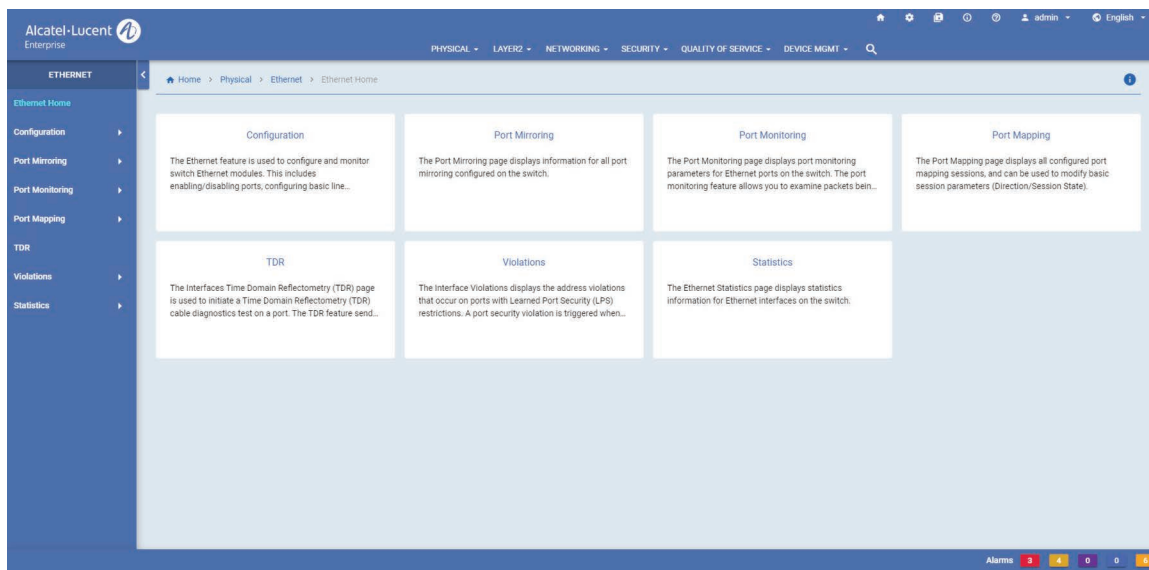 Alcatel·Lucent
Enterprise
admin
English
PHYSICAL
LAYER2
NETWORKING
SECURITY
QUALITY OF SERVICE
DEVICE MGMT
ETHERNET
Home > Physical > Ethernet > Ethernet Home
Ethernet Home
Configuration
Port Mirroring
Port Monitoring
Port Mapping
TDR
Violations
Statistics
Configuration
The Ethernet feature is used to configure and monitor
switch Ethernet modules. This includes
enabling/disabling ports, configuring basic line...
Port Mirroring
The Port Mirroring page displays information for all port
mirroring configured on the switch.
Port Monitoring
The Port Monitoring page displays port monitoring
parameters for Ethernet ports on the switch. The port
monitoring feature allows you to examine packets bein...
Port Mapping
The Port Mapping page displays all configured port
mapping sessions, and can be used to modify basic
session parameters (Direction/Session State).
TDR
The Interfaces Time Domain Reflectometry (TDR) page
is used to initiate a Time Domain Reflectometry (TDR)
cable diagnostics test on a port. The TDR feature send...
Violations
The Interface Violations displays the address violations
that occur on ports with Learned Port Security (LPS)
restrictions. A port security violation is triggered when...
Statistics
The Ethernet Statistics page displays statistics
information for Ethernet interfaces on the switch.
Alarms 3 4 0 0 6